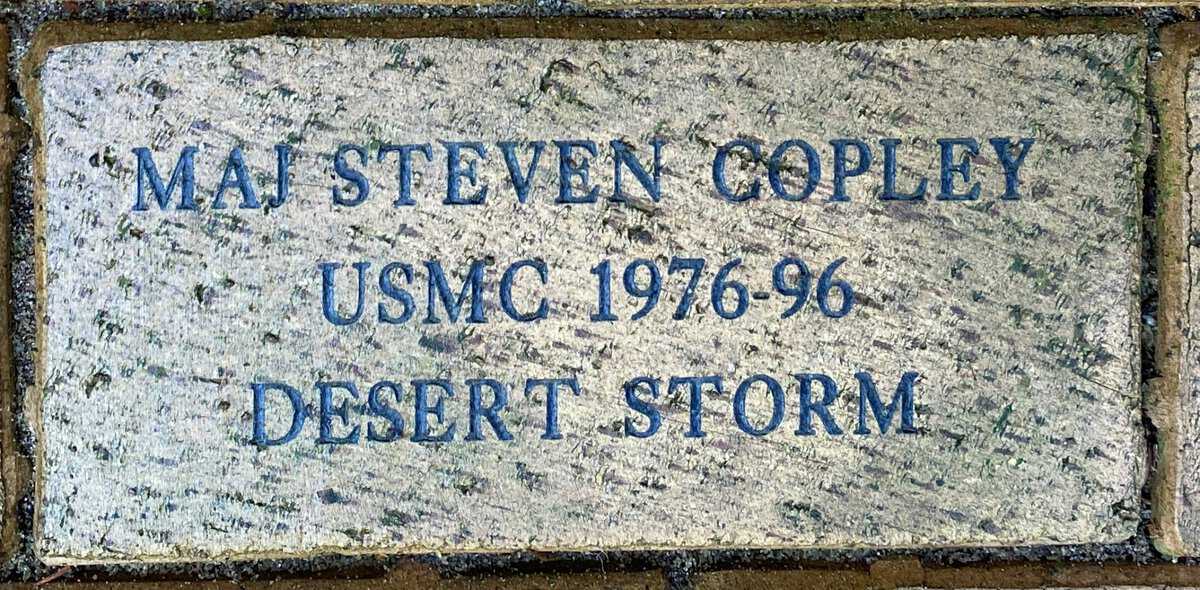 MAJ STEVEN COPLEY
USMC 1976-96
DESERT STORM